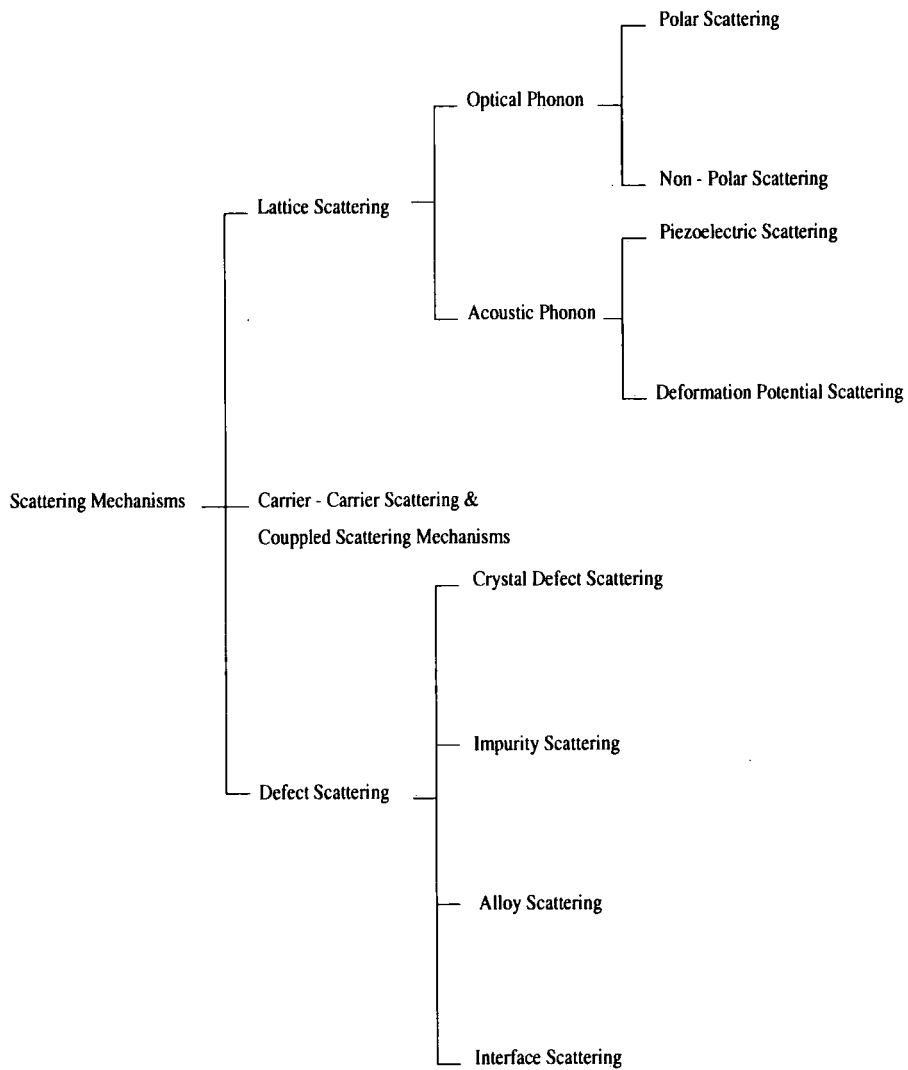 Polar Scattering
Optical Phonon
Non - Polar Scattering
Lattice Scattering
Piezoelectric Scattering
Acoustic Phonon
Deformation Potential Scattering
Scattering Mechanisms
Carrier - Carrier Scattering &
Couppled Scattering Mechanisms
Crystal Defect Scattering
Impurity Scattering
Defect Scattering
Alloy Scattering
Interface Scattering